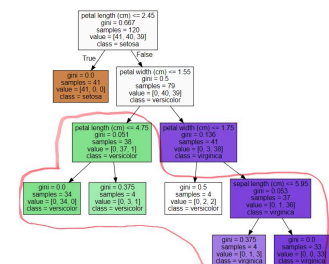 petal length (cm) <= 2.45
gini = 0.667
samples = 120
value = [41, 40, 39]
class = setosa
True
False
gini = 0.0
samples = 41
value = [41, 0, 0]
class = setosa
petal width (cm) <= 1.55
gini = 0.5
samples = 79
value = [0, 40, 39]
class = versicolor
petal length (cm) <= 4.75
gini = 0.051
samples = 38
value = [0, 37, 1]
class = versicolor
petal width (cm) <= 1.75
gini = 0.136
samples = 41
value = [0, 3, 38]
class = virginica
gini = 0.0
samples = 34
value = [0, 34, 0]
class = versicolor
gini = 0.375
samples = 4
value = [0, 3, 1]
class = versicolor
gini = 0.5
samples = 4
value = [0, 2, 2]
class = versicolor
sepal length (cm) <= 5.95
gini = 0.053
samples = 37
value = [0, 1, 36]
class = virginica
gini = 0.375
samples = 4
value = [0, 1, 3]
class = virginica
gini = 0.0
samples = 33
value = [0, 0, 33]
class = virginica